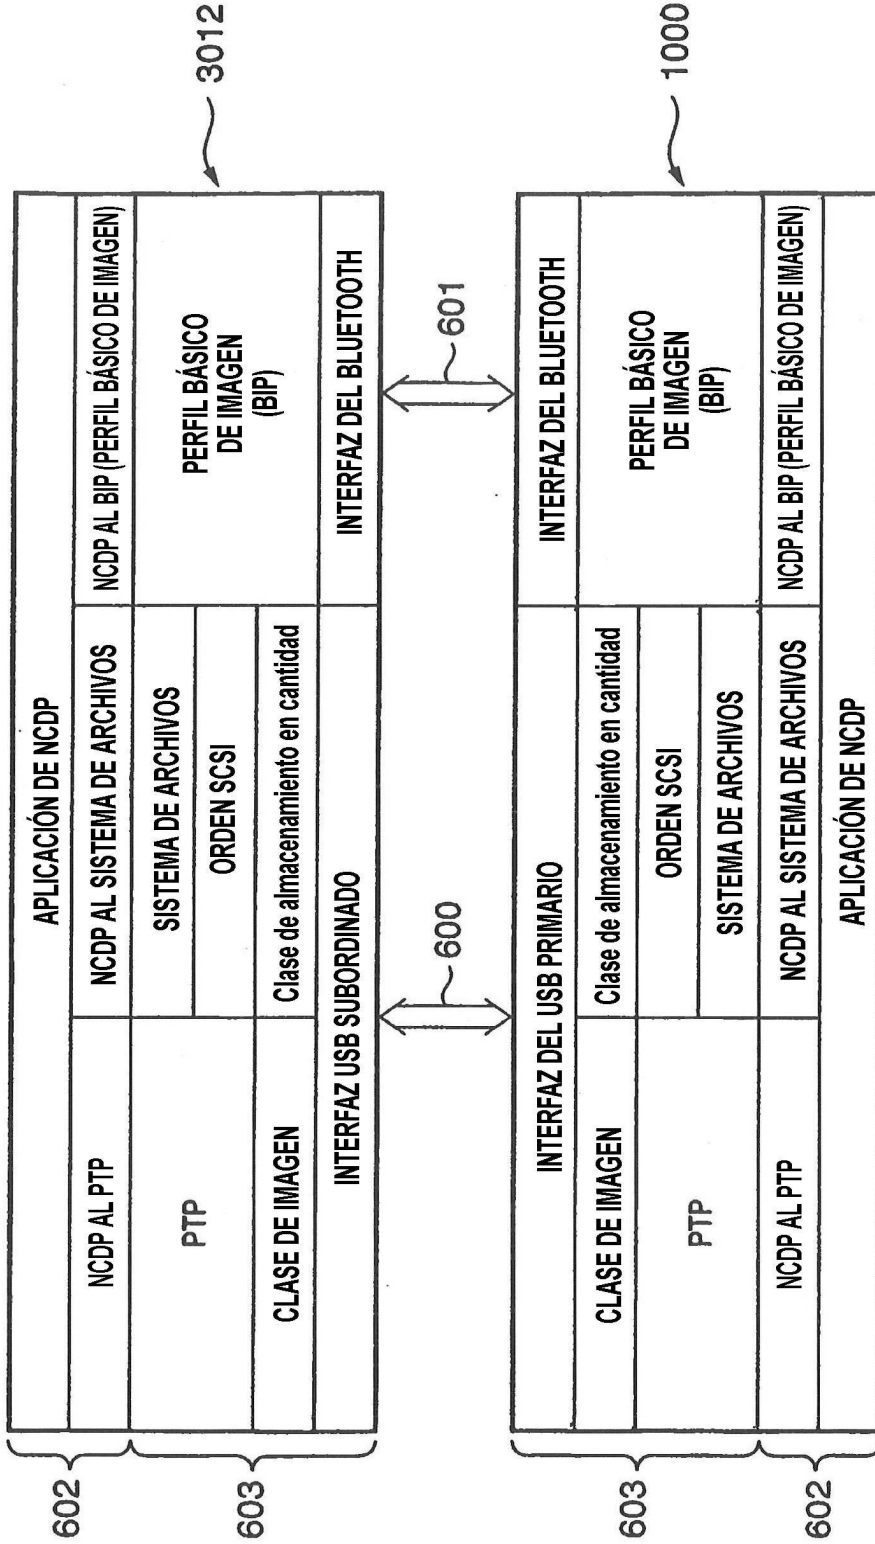 3012
602
603
APLICACIÓN DE NCDP
NCDP AL PTP
NCDP AL SISTEMA DE ARCHIVOS
NCDP AL BIP (PERFIL BÁSICO DE IMAGEN)
PTP
SISTEMA DE ARCHIVOS
ORDEN SCSI
PERFIL BÁSICO
DE IMAGEN
(BIP)
CLASE DE IMAGEN
Clase de almacenamiento en cantidad
INTERFAZ USB SUBORDINADO
INTERFAZ DEL BLUETOOTH
600
601
1000
603
602
INTERFAZ DEL USB PRIMARIO
INTERFAZ DEL BLUETOOTH
CLASE DE IMAGEN
Clase de almacenamiento en cantidad
PTP
ORDEN SCSI
SISTEMA DE ARCHIVOS
PERFIL BÁSICO
DE IMAGEN
(BIP)
NCDP AL PTP
NCDP AL SISTEMA DE ARCHIVOS
NCDP AL BIP (PERFIL BÁSICO DE IMAGEN)
APLICACIÓN DE NCDP